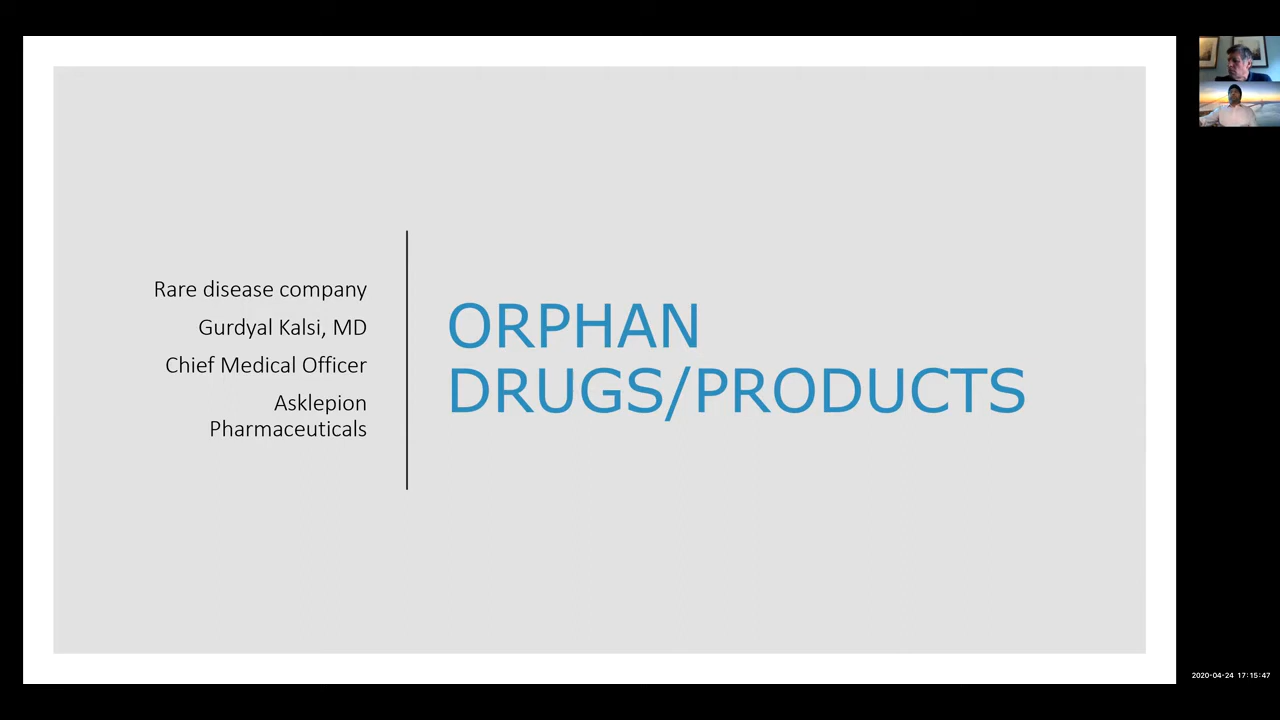 Rare disease company
Gurdyal Kalsi, MD
Chief Medical Officer
Asklepion
Pharmaceuticals
ORPHAN
DRUGS/PRODUCTS
2020-04-24 17:15:47